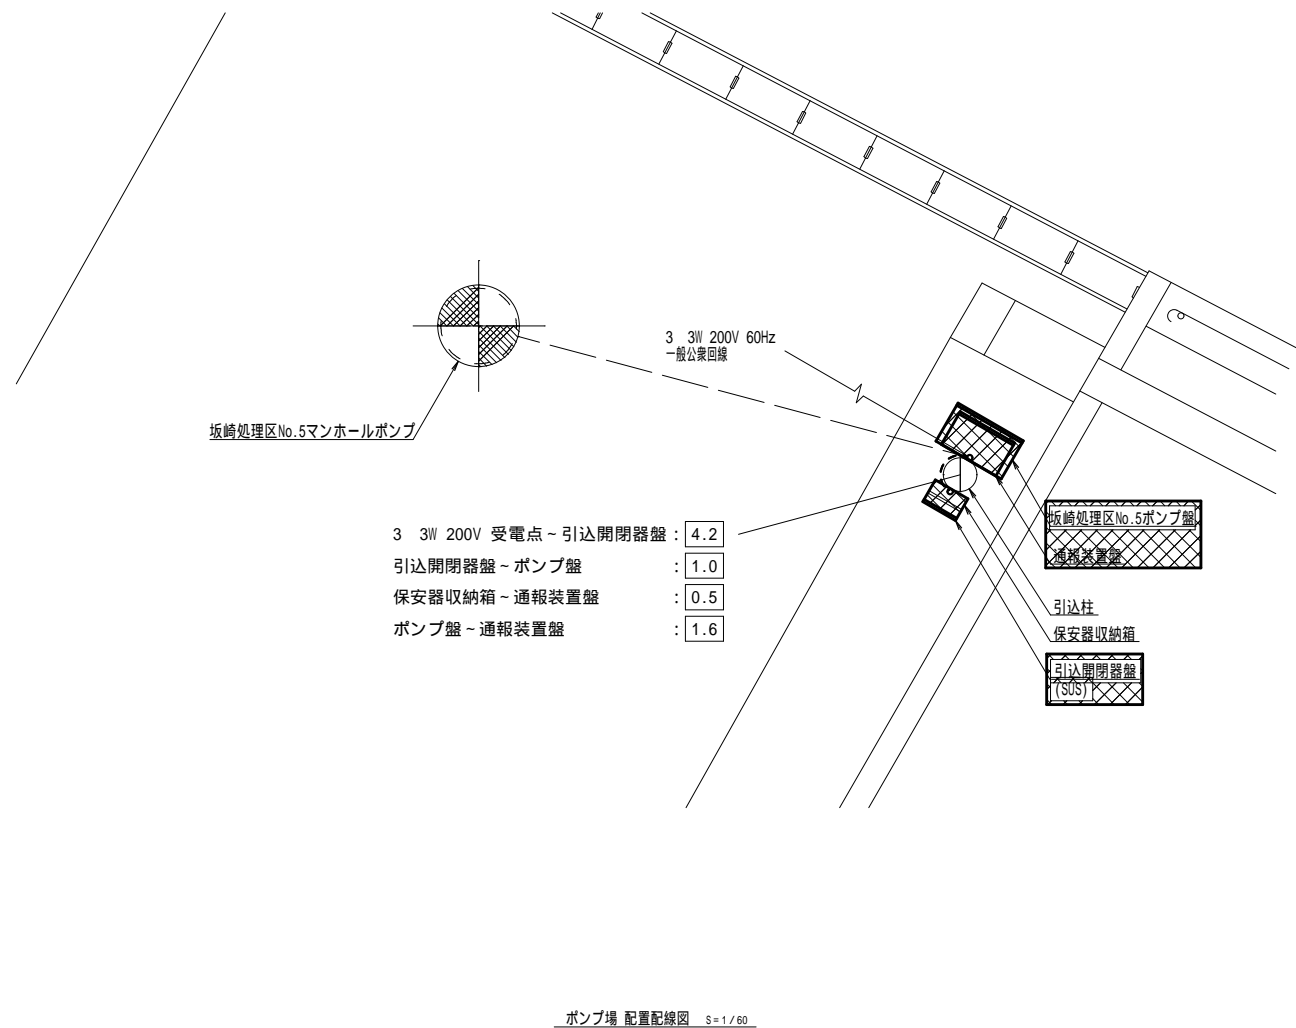 3 3W 200V 60Hz
一般公衆回線
坂崎処理区No.5マンホールポンプ
3 3W 200V 受電点~引込開閉器盤 : 4.2
引込開閉器盤~ポンプ盤 : 1.0
保安器収納箱~通報装置盤 : 0.5
ポンプ盤~通報装置盤 : 1.6
坂崎処理区No.5ポンプ盤
通報装置盤
引込柱
保安器収納箱
引込開閉器盤
(SUS)
ポンプ場 配置配線図 S=1/60